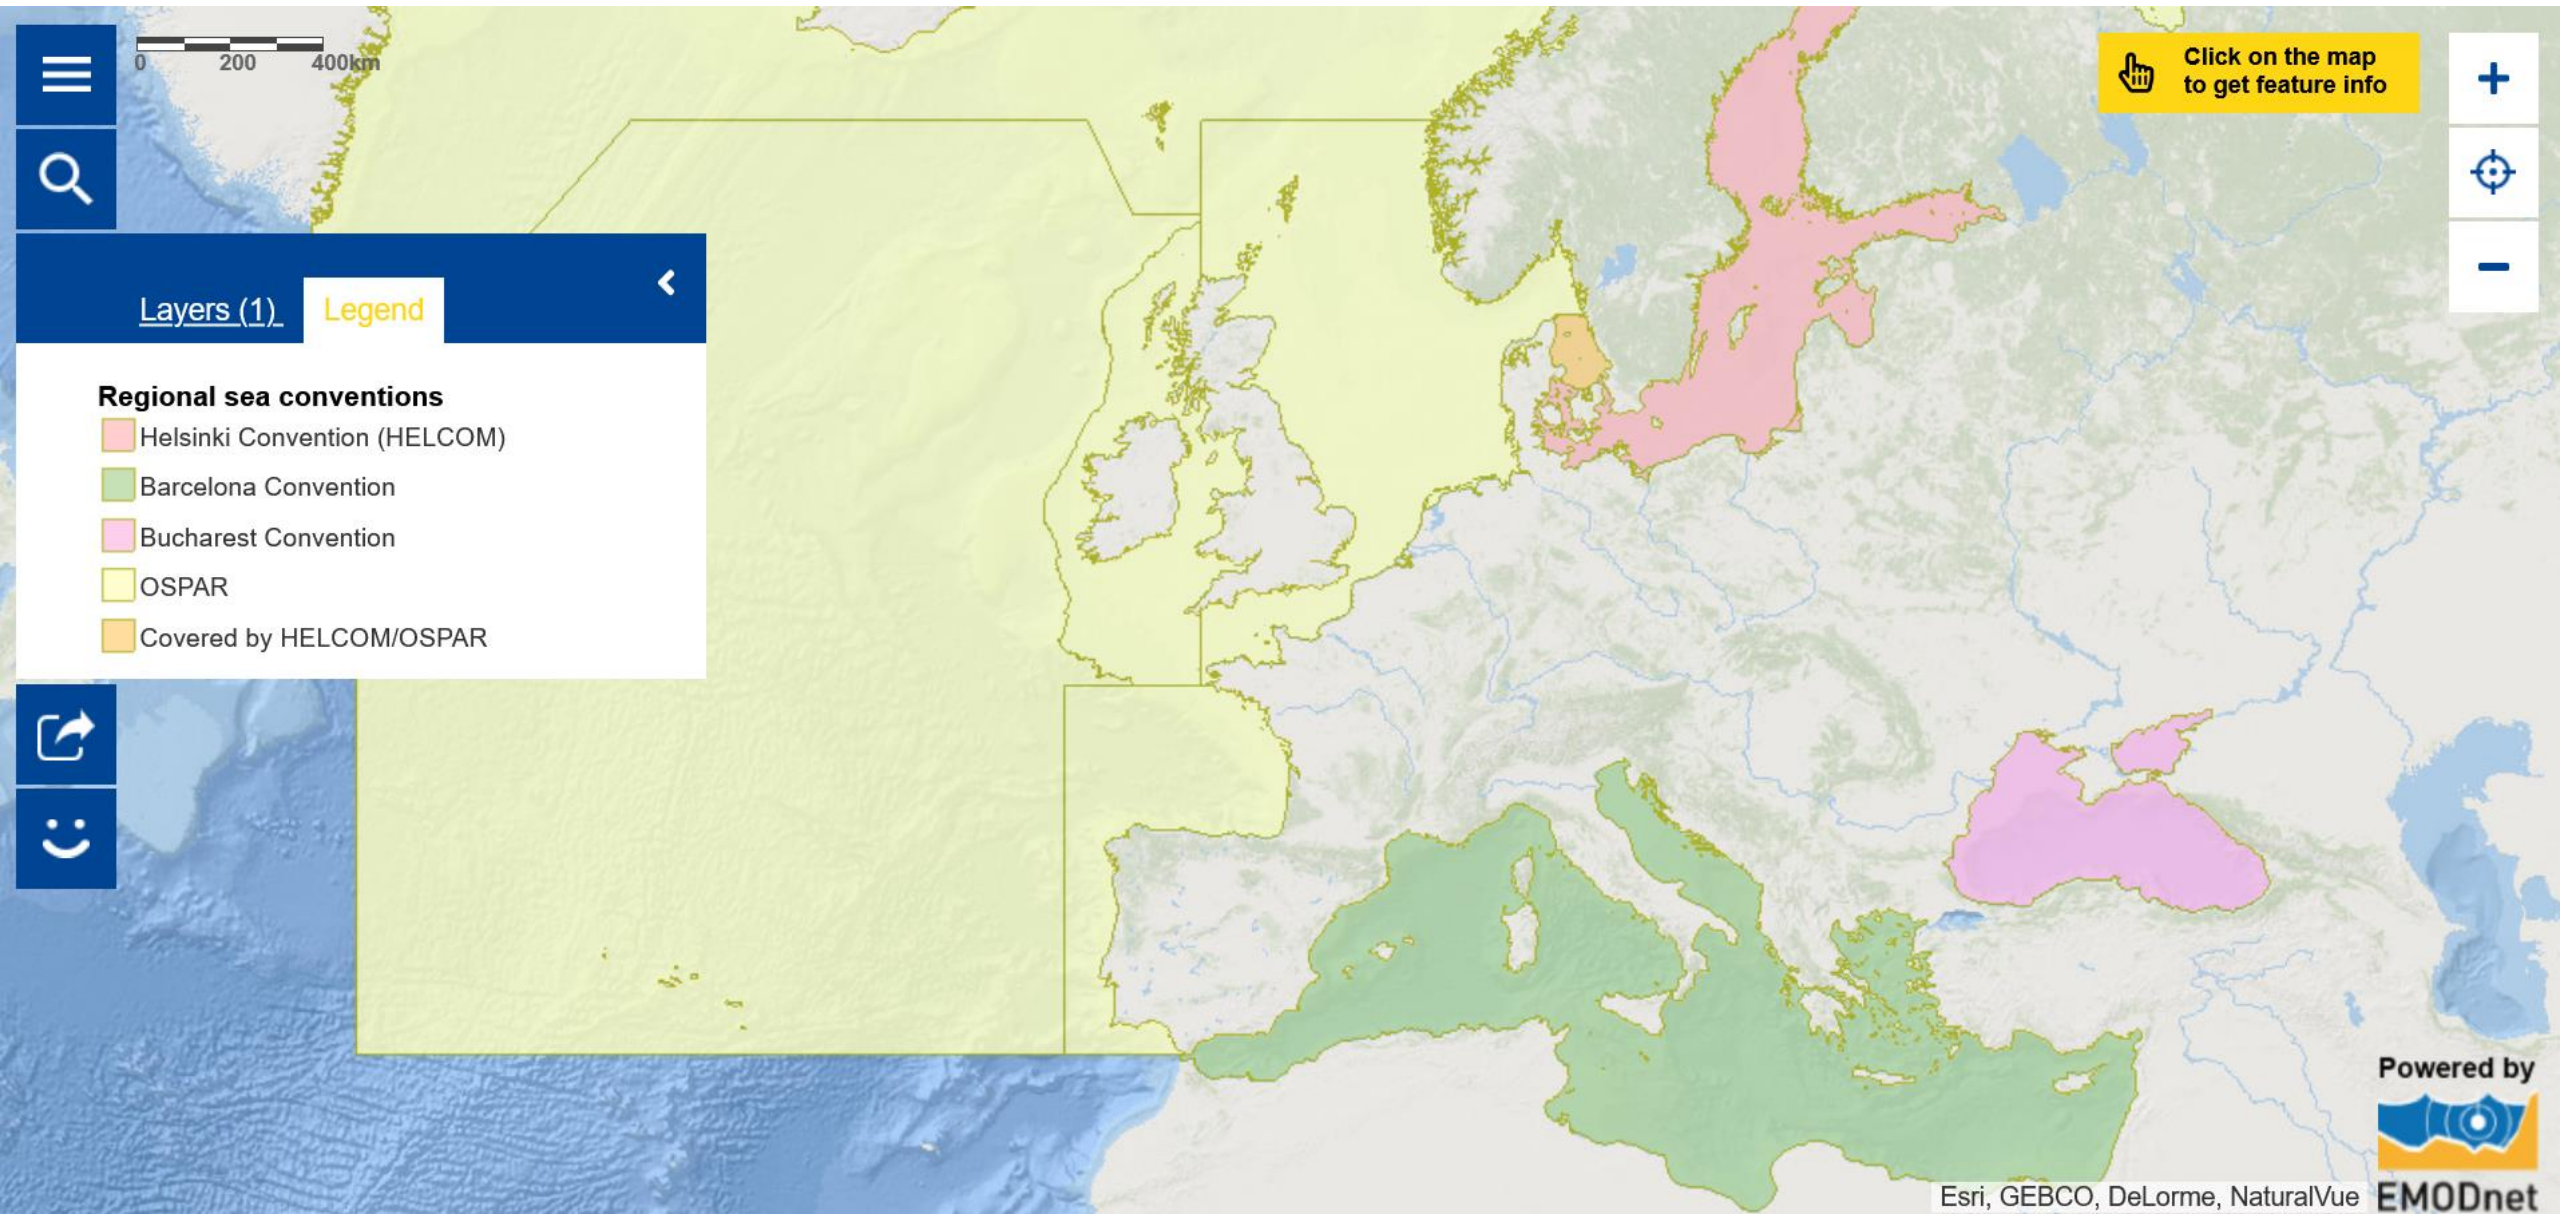 0 200 400km
Click on the map
to get feature info
+
−
Layers (1)
Legend
Regional sea conventions
Helsinki Convention (HELCOM)
Barcelona Convention
Bucharest Convention
OSPAR
Covered by HELCOM/OSPAR
Powered by
EMODnet
Esri, GEBCO, DeLorme, NaturalVue